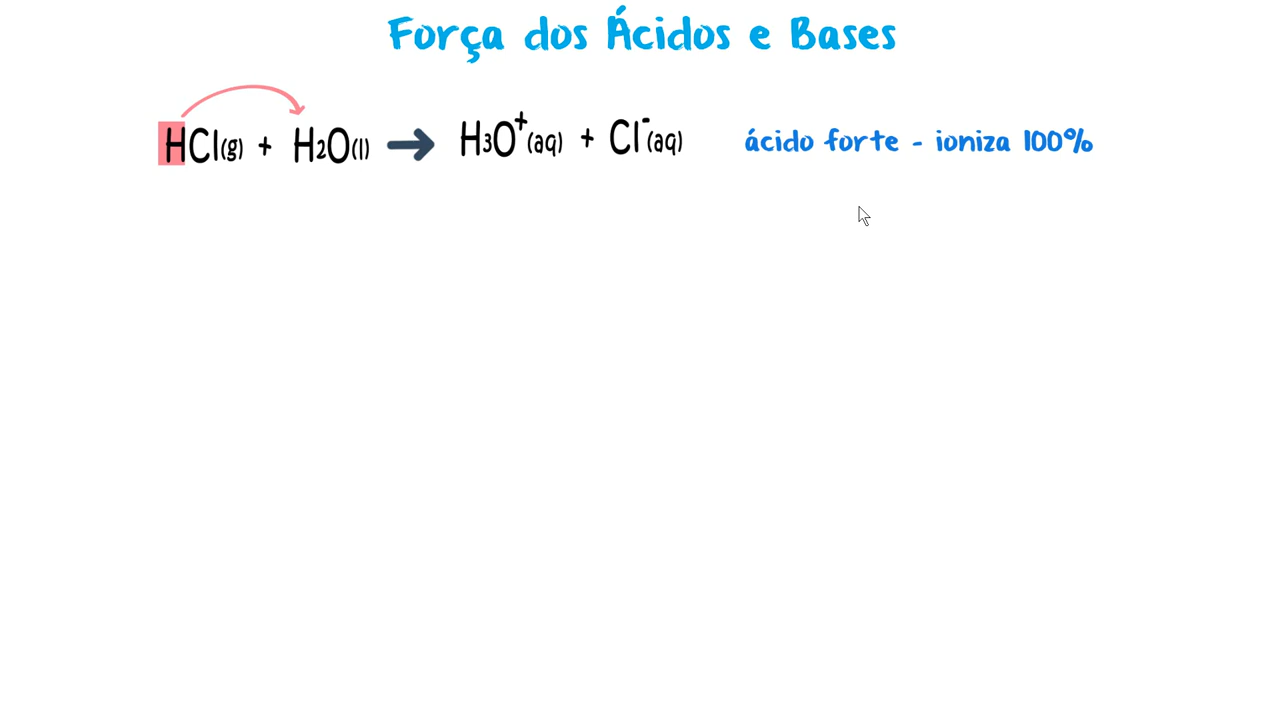 Força dos Ácidos e Bases
HCl(g) + H2O(l) → H3O+(aq) + Cl-(aq) ácido forte - ioniza 100%